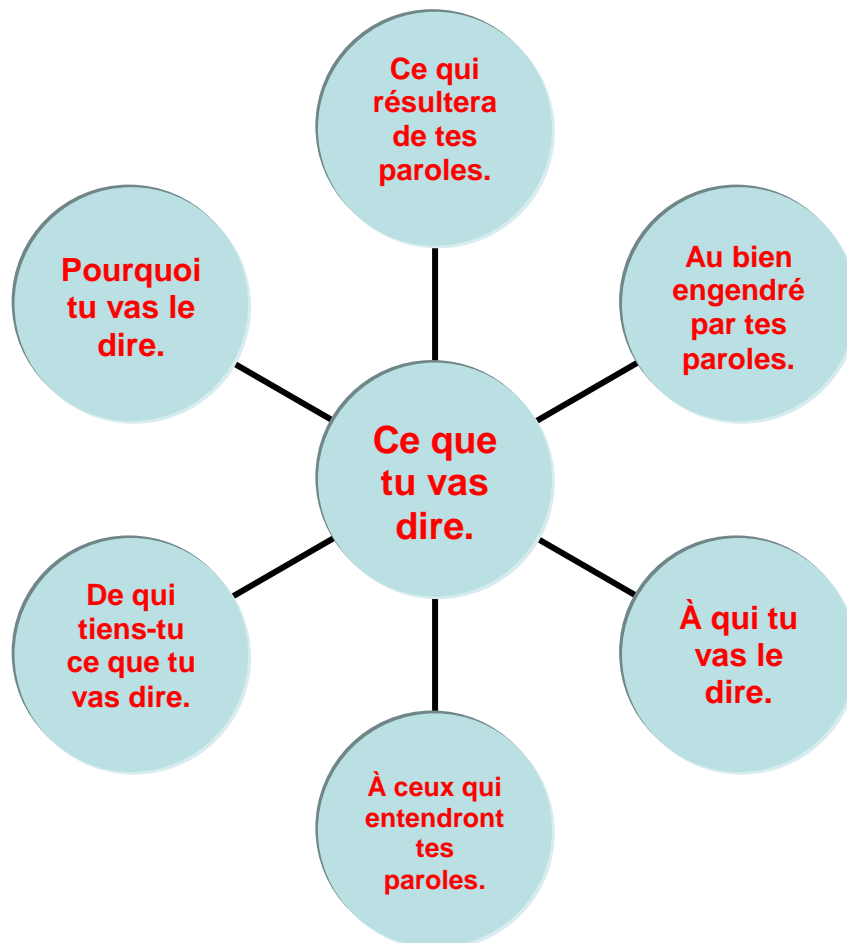 Ce qui
résultera
de tes
paroles.
Pourquoi
tu vas le
dire.
Au bien
engendré
par tes
paroles.
Ce que
tu vas
dire.
De qui
tiens-tu
ce que tu
vas dire.
À qui tu
vas le
dire.
À ceux qui
entendront
tes
paroles.